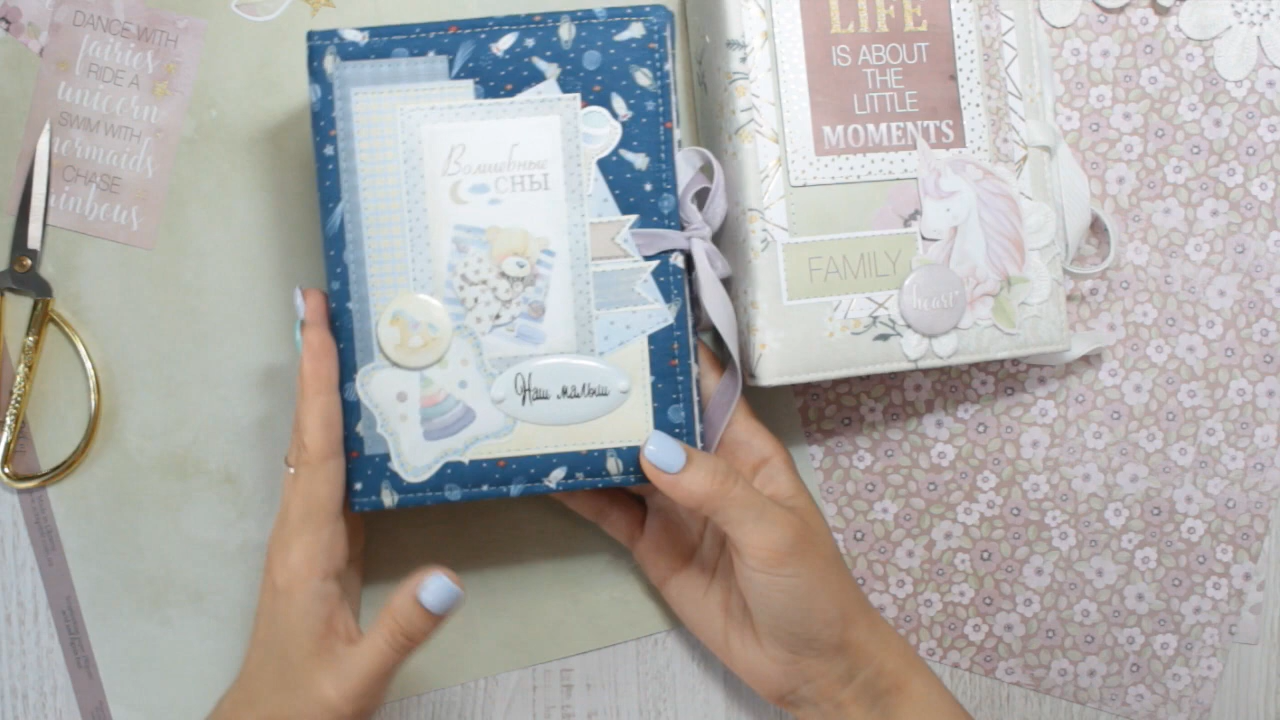 DANCE WITH
fairies
RIDE A
unicorn
SWIM WITH
mermaids
CHASE
Волшебные
СНЫ
Наш малыш
LIFE
IS ABOUT
THE
LITTLE
MOMENTS
FAMILY
heart